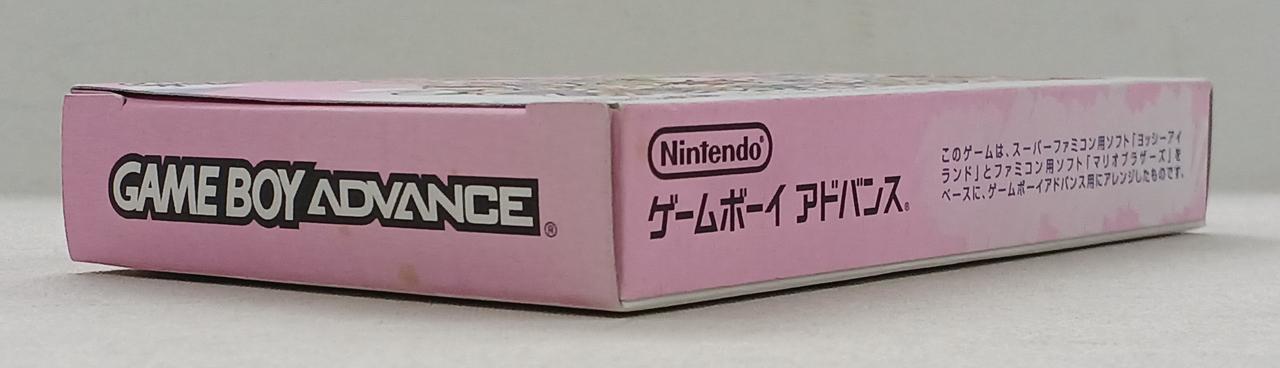 GAME BOY ADVANCE®
Nintendo®
ゲームボーイ アドバンス®
このゲームは、スーパーファミコン用ソフト「ヨッシーアイ
ランド」とファミコン用ソフト「マリオブラザーズ」を
ベースに、ゲームボーイアドバンス用にアレンジしたものです。